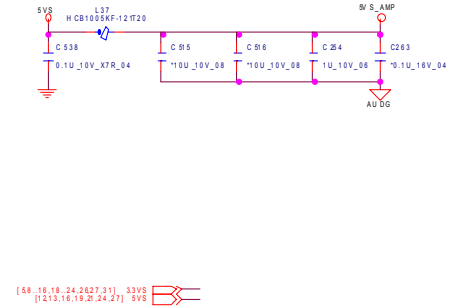 5VS
L37
HCB1005KF-121T20
5VS_AMP
C538
C515
C516
C254
C263
0.1U_10V_X7R_04
*10U_10V_08
*10U_10V_08
1U_10V_06
*0.1U_16V_04
AUDG
[5,8..16,18..24,26,27,31] 3.3VS
[12,13,16,19,21,24,27] 5VS